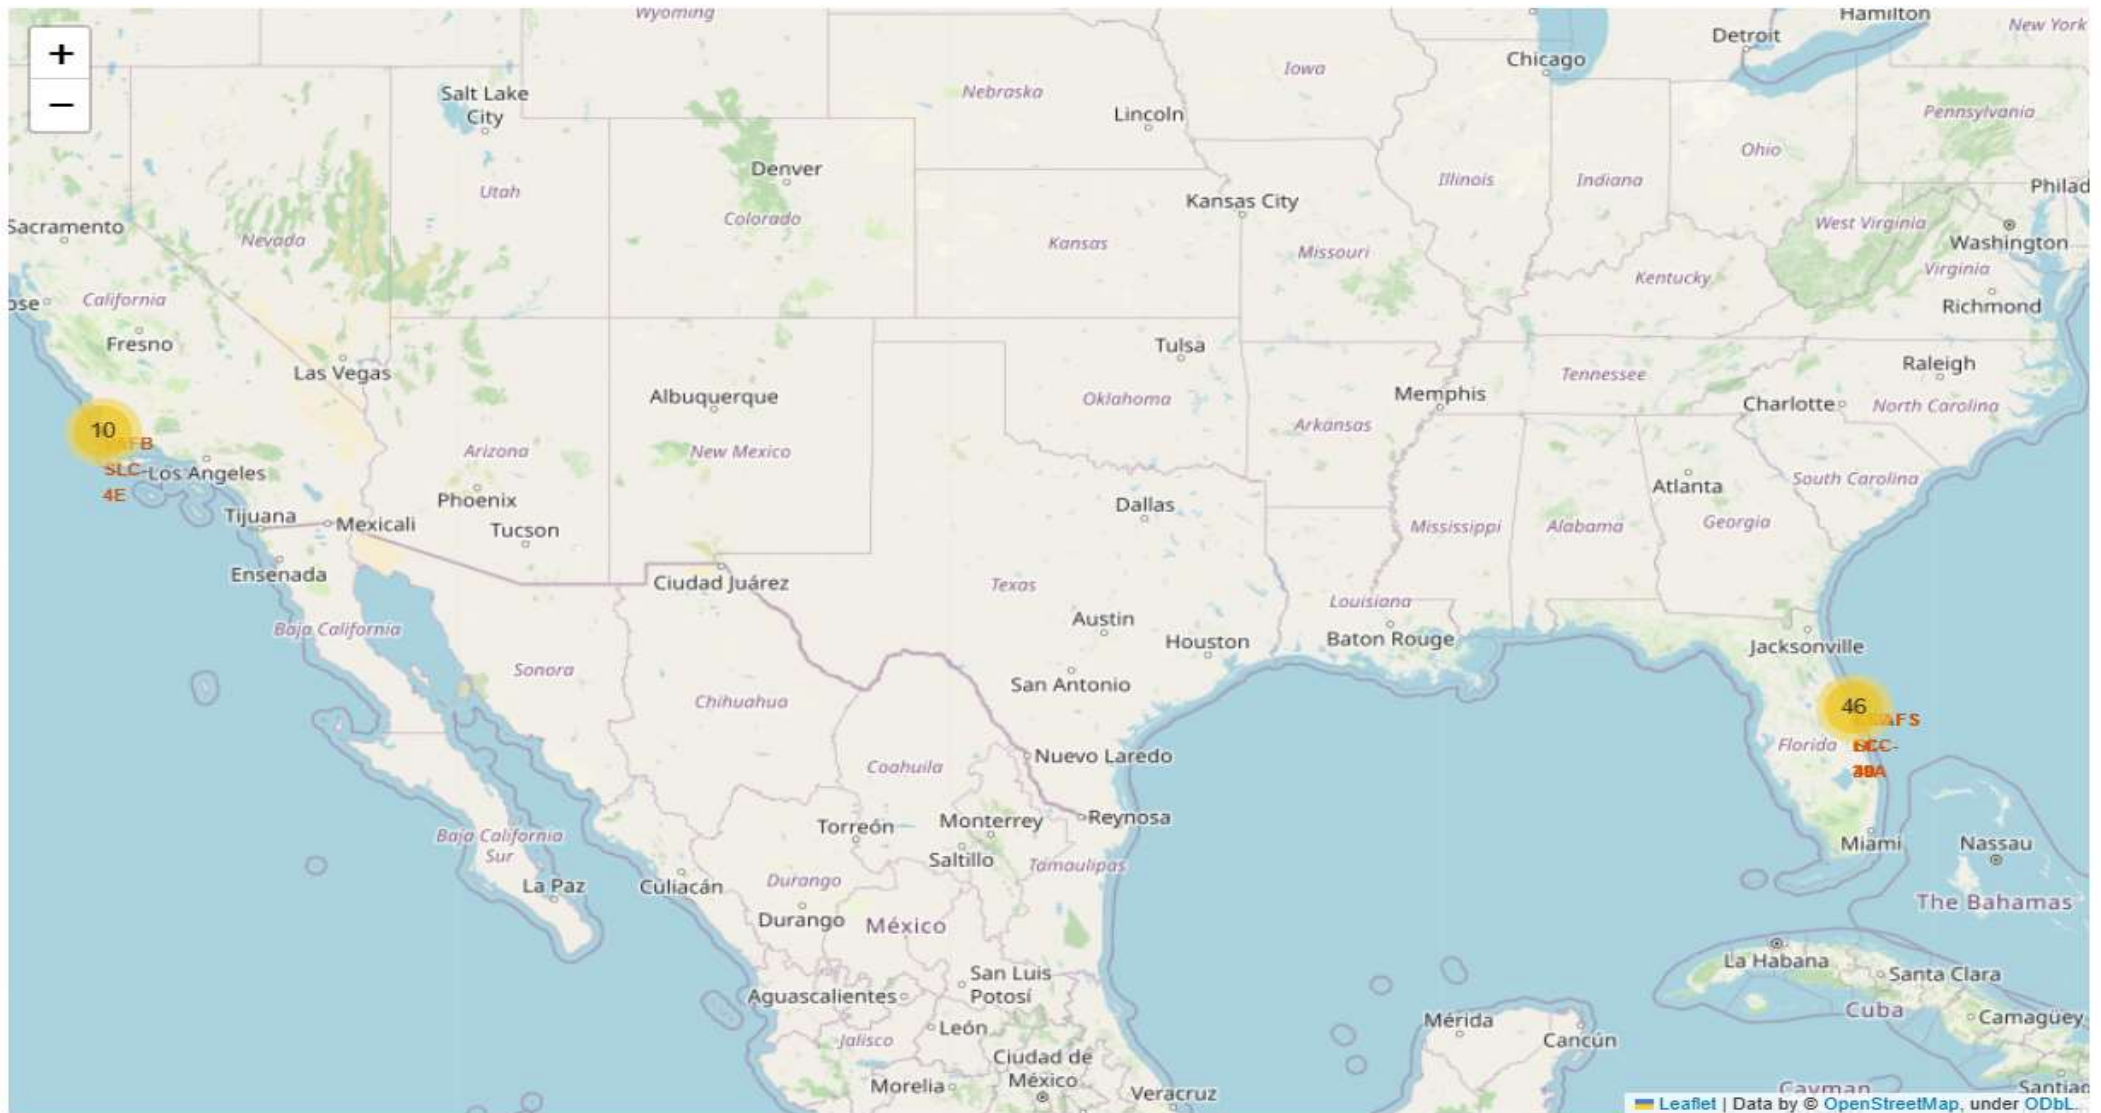 Wyoming
Hamilton
New York
Detroit
Chicago
+
−
Iowa
Nebraska
Salt Lake
City
Lincoln
Pennsylvania
Ohio
Denver
Utah
Colorado
Illinois
Indiana
Philad
Kansas City
Sacramento
Nevada
Kansas
Missouri
West Virginia
Washington
Virginia
Kentucky
California
ose
Richmond
Fresno
Las Vegas
Tulsa
Raleigh
Tennessee
Albuquerque
Oklahoma
Memphis
Charlotte
North Carolina
10
AFB
Arkansas
Arizona
New Mexico
SLC-
Los Angeles
4E
Phoenix
Dallas
Atlanta
South Carolina
Tijuana
Mexicali
Tucson
Mississippi
Alabama
Georgia
Ensenada
Ciudad Juárez
Texas
Louisiana
Baja California
Austin
Houston
Baton Rouge
Jacksonville
Sonora
San Antonio
Chihuahua
46
AFS
Florida
Nuevo Laredo
Coahuila
Torreón
Monterrey
Reynosa
Baja California
Sur
Saltillo
Tamaulipas
Miami
Nassau
La Paz
Culiacán
Durango
Durango
México
The Bahamas
La Habana
Santa Clara
San Luis
Potosí
Aguascalientes
Cuba
Camagüey
León
Mérida
Cancún
Jalisco
Ciudad de
México
Morelia
Veracruz
Cayman
Santiag
Leaflet | Data by © OpenStreetMap, under ODbL.